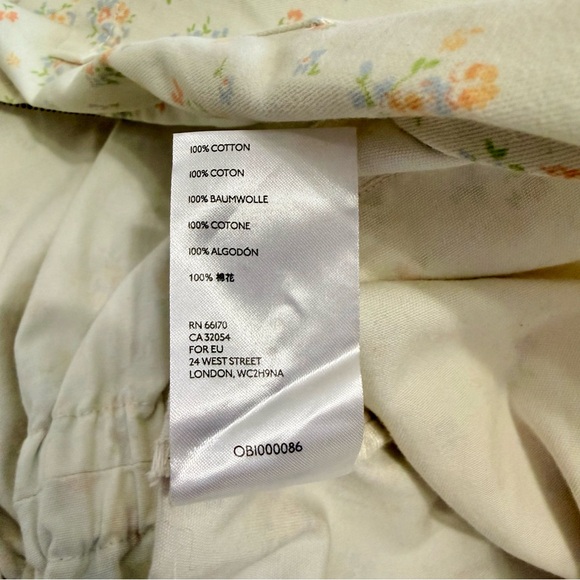 100% COTTON
100% COTON
100% BAUMWOLLE
100% COTONE
100% ALGODÓN
100% 棉花
RN 66170
CA 32054
FOR EU
24 WEST STREET
LONDON, WC2H9NA
OB1000086